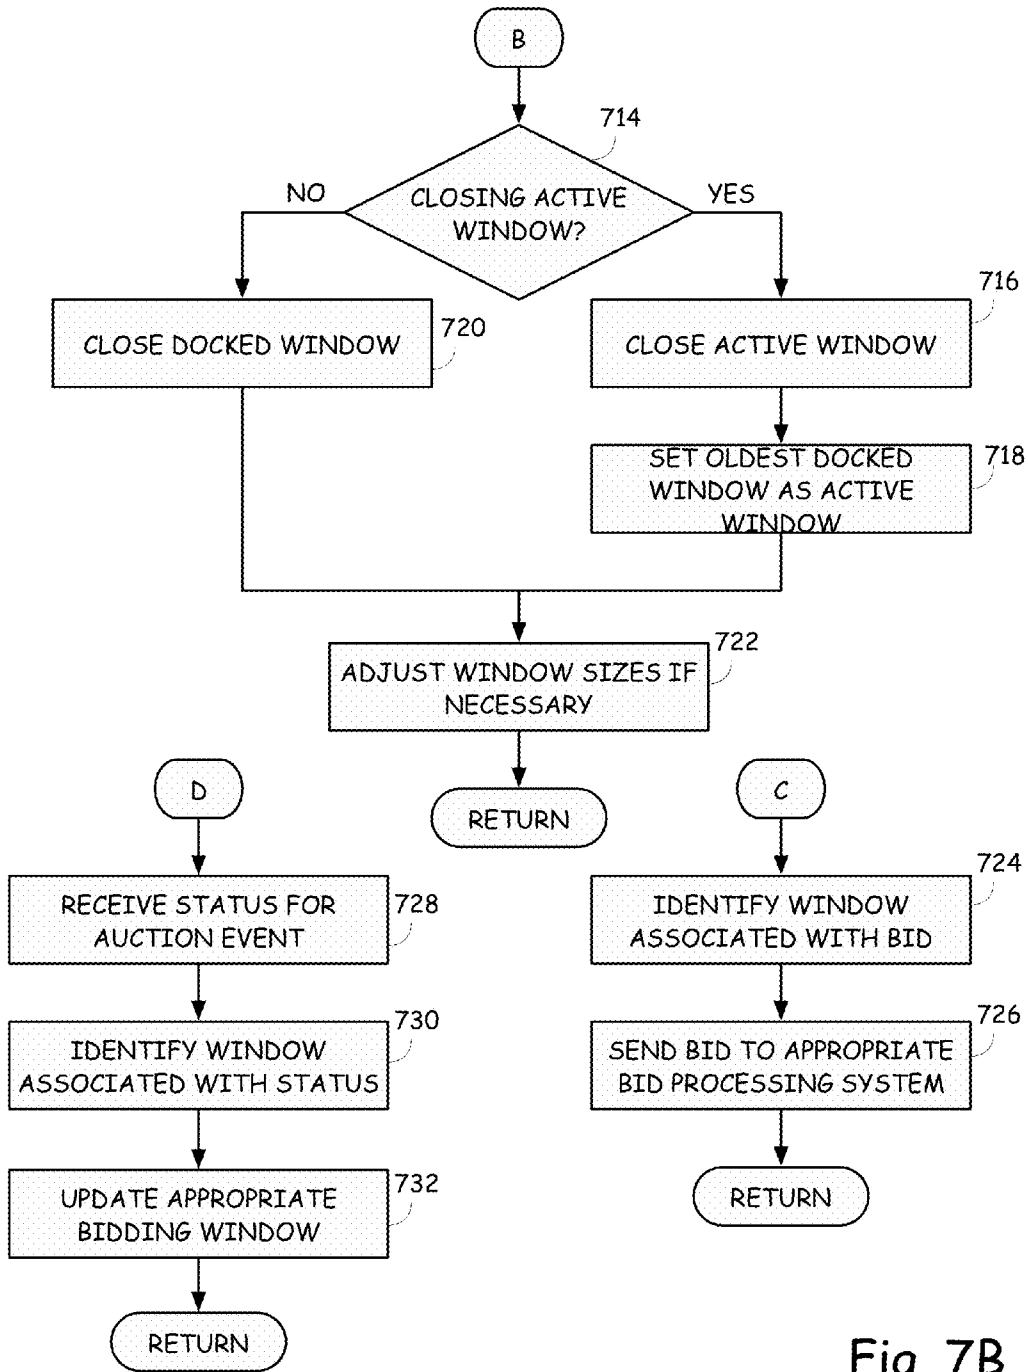 B
714
CLOSING ACTIVE
WINDOW?
NO
YES
CLOSE DOCKED WINDOW
720
716
CLOSE ACTIVE WINDOW
718
SET OLDEST DOCKED
WINDOW AS ACTIVE
WINDOW
722
ADJUST WINDOW SIZES IF
NECESSARY
RETURN
D
RECEIVE STATUS FOR
AUCTION EVENT
728
IDENTIFY WINDOW
ASSOCIATED WITH STATUS
730
UPDATE APPROPRIATE
BIDDING WINDOW
732
RETURN
C
724
IDENTIFY WINDOW
ASSOCIATED WITH BID
726
SEND BID TO APPROPRIATE
BID PROCESSING SYSTEM
RETURN
Fig 7B